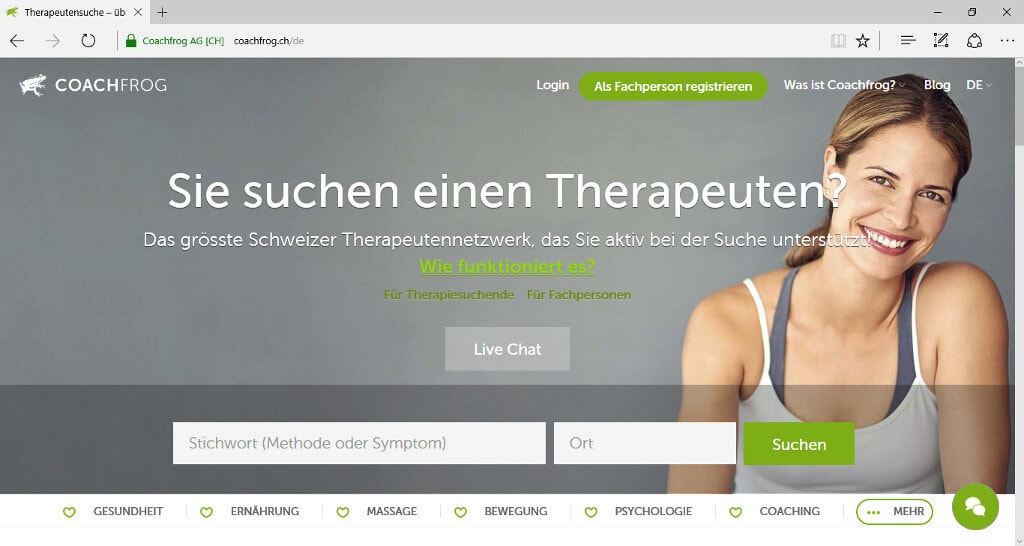 Therapeutensuche – üb
Coachfrog AG [CH] coachfrog.ch/de
COACHFROG
Login
Als Fachperson registrieren
Was ist Coachfrog?
Blog
DE
Sie suchen einen Therapeuten?
Das grösste Schweizer Therapeutennetzwerk, das Sie aktiv bei der Suche unterstützt!
Wie funktioniert es?
Für Therapiesuchende Für Fachpersonen
Live Chat
Stichwort (Methode oder Symptom)
Ort
Suchen
GESUNDHEIT
ERNÄHRUNG
MASSAGE
BEWEGUNG
PSYCHOLOGIE
COACHING
MEHR